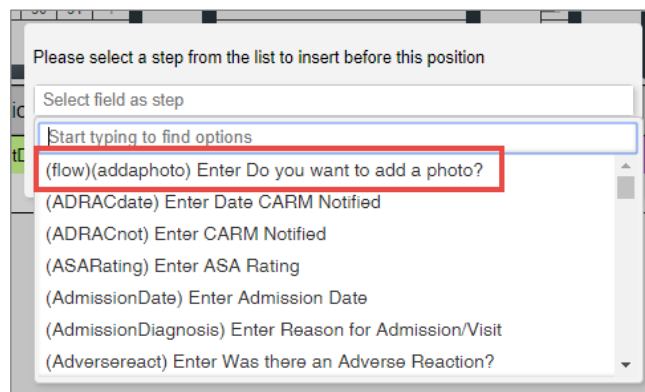 Please select a step from the list to insert before this position
Select field as step
Start typing to find options
(flow)(addaphoto) Enter Do you want to add a photo?
(ADRACdate) Enter Date CARM Notified
(ADRACnot) Enter CARM Notified
(ASARating) Enter ASA Rating
(AdmissionDate) Enter Admission Date
(AdmissionDiagnosis) Enter Reason for Admission/Visit
(Adversereact) Enter Was there an Adverse Reaction?